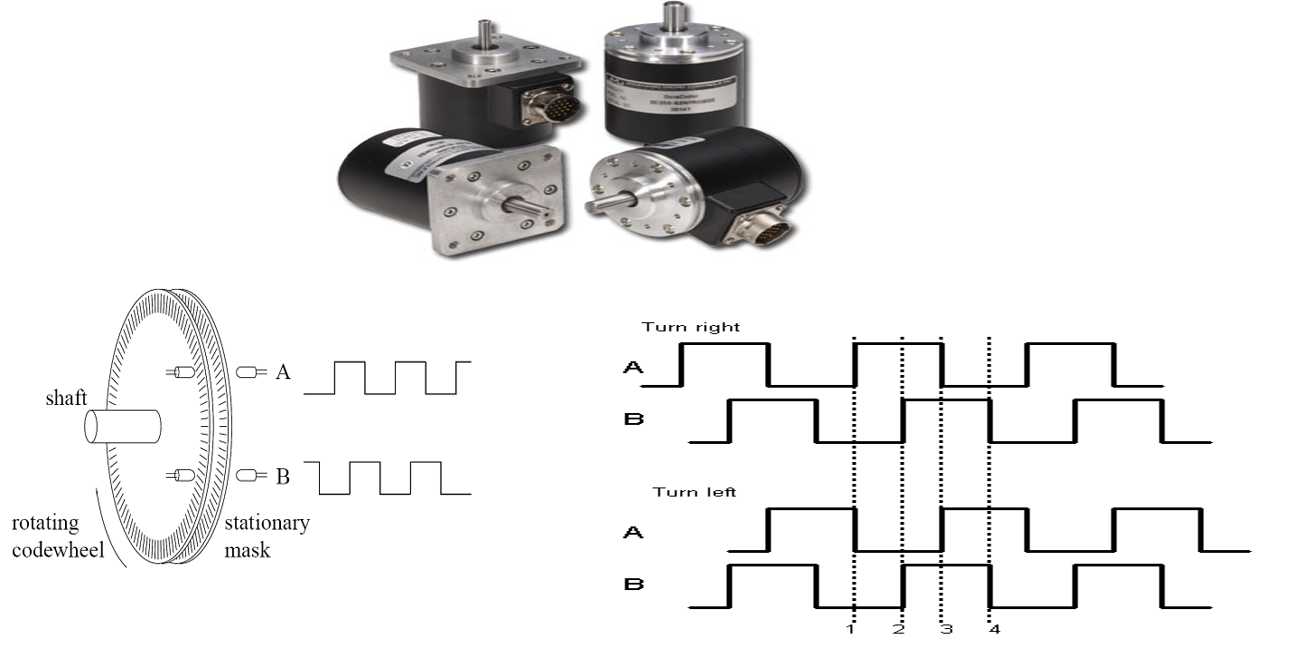 shaft
A
B
rotating
codewheel
stationary
mask
Turn right
A
B
Turn left
A
B
1 2 3 4